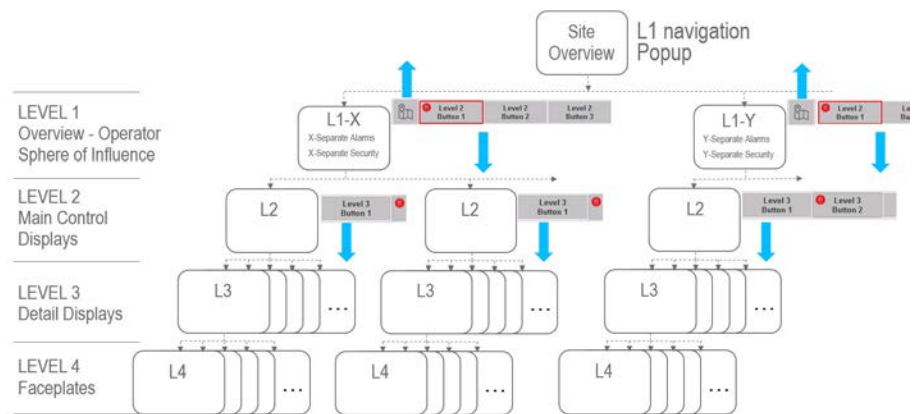 Site
Overview
L1 navigation
Popup
LEVEL 1
Overview - Operator
Sphere of Influence
L1-X
X-Separate Alarms
X-Separate Security
!!
Level 2
Button 1
Level 2
Button 2
Level 2
Button 3
L1-Y
Y-Separate Alarms
Y-Separate Security
!!
Level 2
Button 1
La
Bu
LEVEL 2
Main Control
Displays
L2
Level 3
Button 1
!!
L2
Level 3
Button 1
!!
L2
Level 3
Button 1
!!
Level 3
Button 2
LEVEL 3
Detail Displays
L3
...
L3
...
L3
...
LEVEL 4
Faceplates
L4
...
L4
...
L4
...